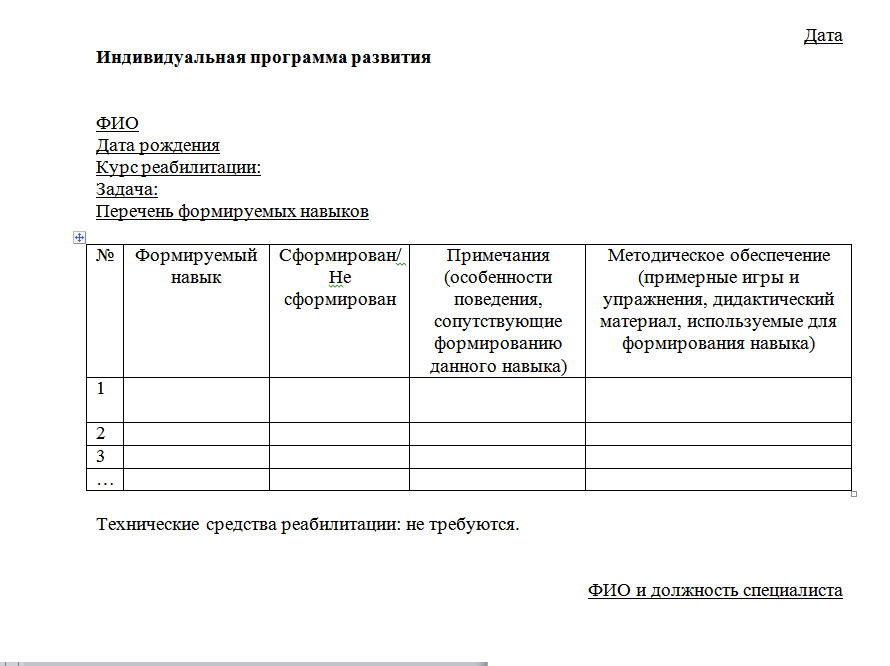 Дата
Индивидуальная программа развития
ФИО
Дата рождения
Курс реабилитации:
Задача:
Перечень формируемых навыков
№
Формируемый
навык
Сформирован/
Не
сформирован
Примечания
(особенности
поведения,
сопутствующие
формированию
данного навыка)
Методическое обеспечение
(примерные игры и
упражнения, дидактический
материал, используемые для
формирования навыка)
1
2
3
…
Технические средства реабилитации: не требуются.
ФИО и должность специалиста